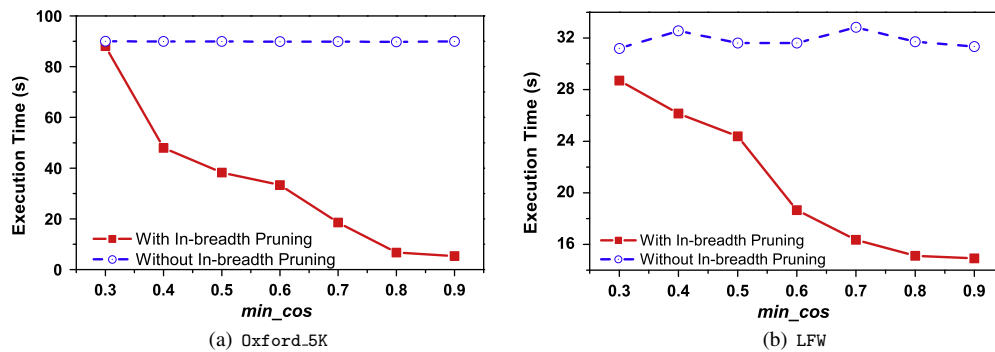 100
80
60
40
20
0
Execution Time (s)
With In-breadth Pruning
Without In-breadth Pruning
0.3 0.4 0.5 0.6 0.7 0.8 0.9
min_cos
(a) Oxford_5K
32
28
24
20
16
Execution Time (s)
With In-breadth Pruning
Without In-breadth Pruning
0.3 0.4 0.5 0.6 0.7 0.8 0.9
min_cos
(b) LFW